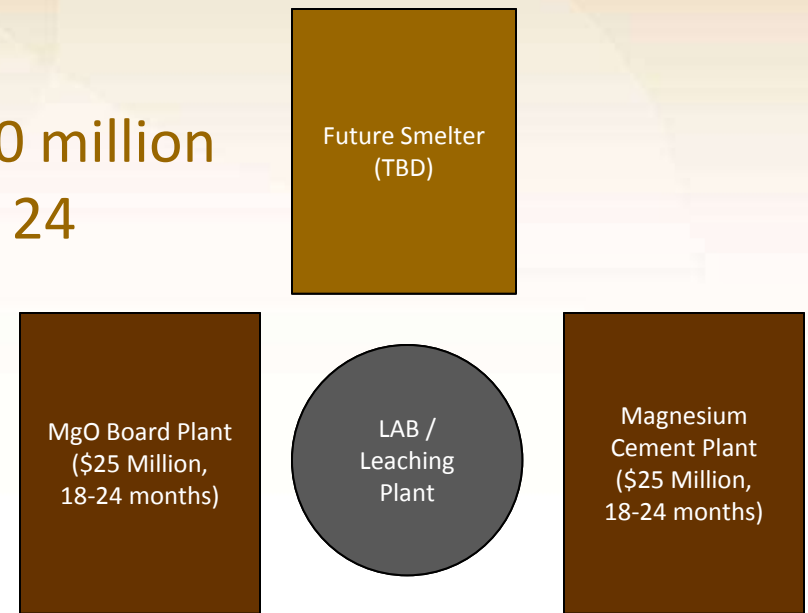 0 million
24
Future Smelter
(TBD)
MgO Board Plant
($25 Million,
18-24 months)
LAB /
Leaching
Plant
Magnesium
Cement Plant
($25 Million,
18-24 months)